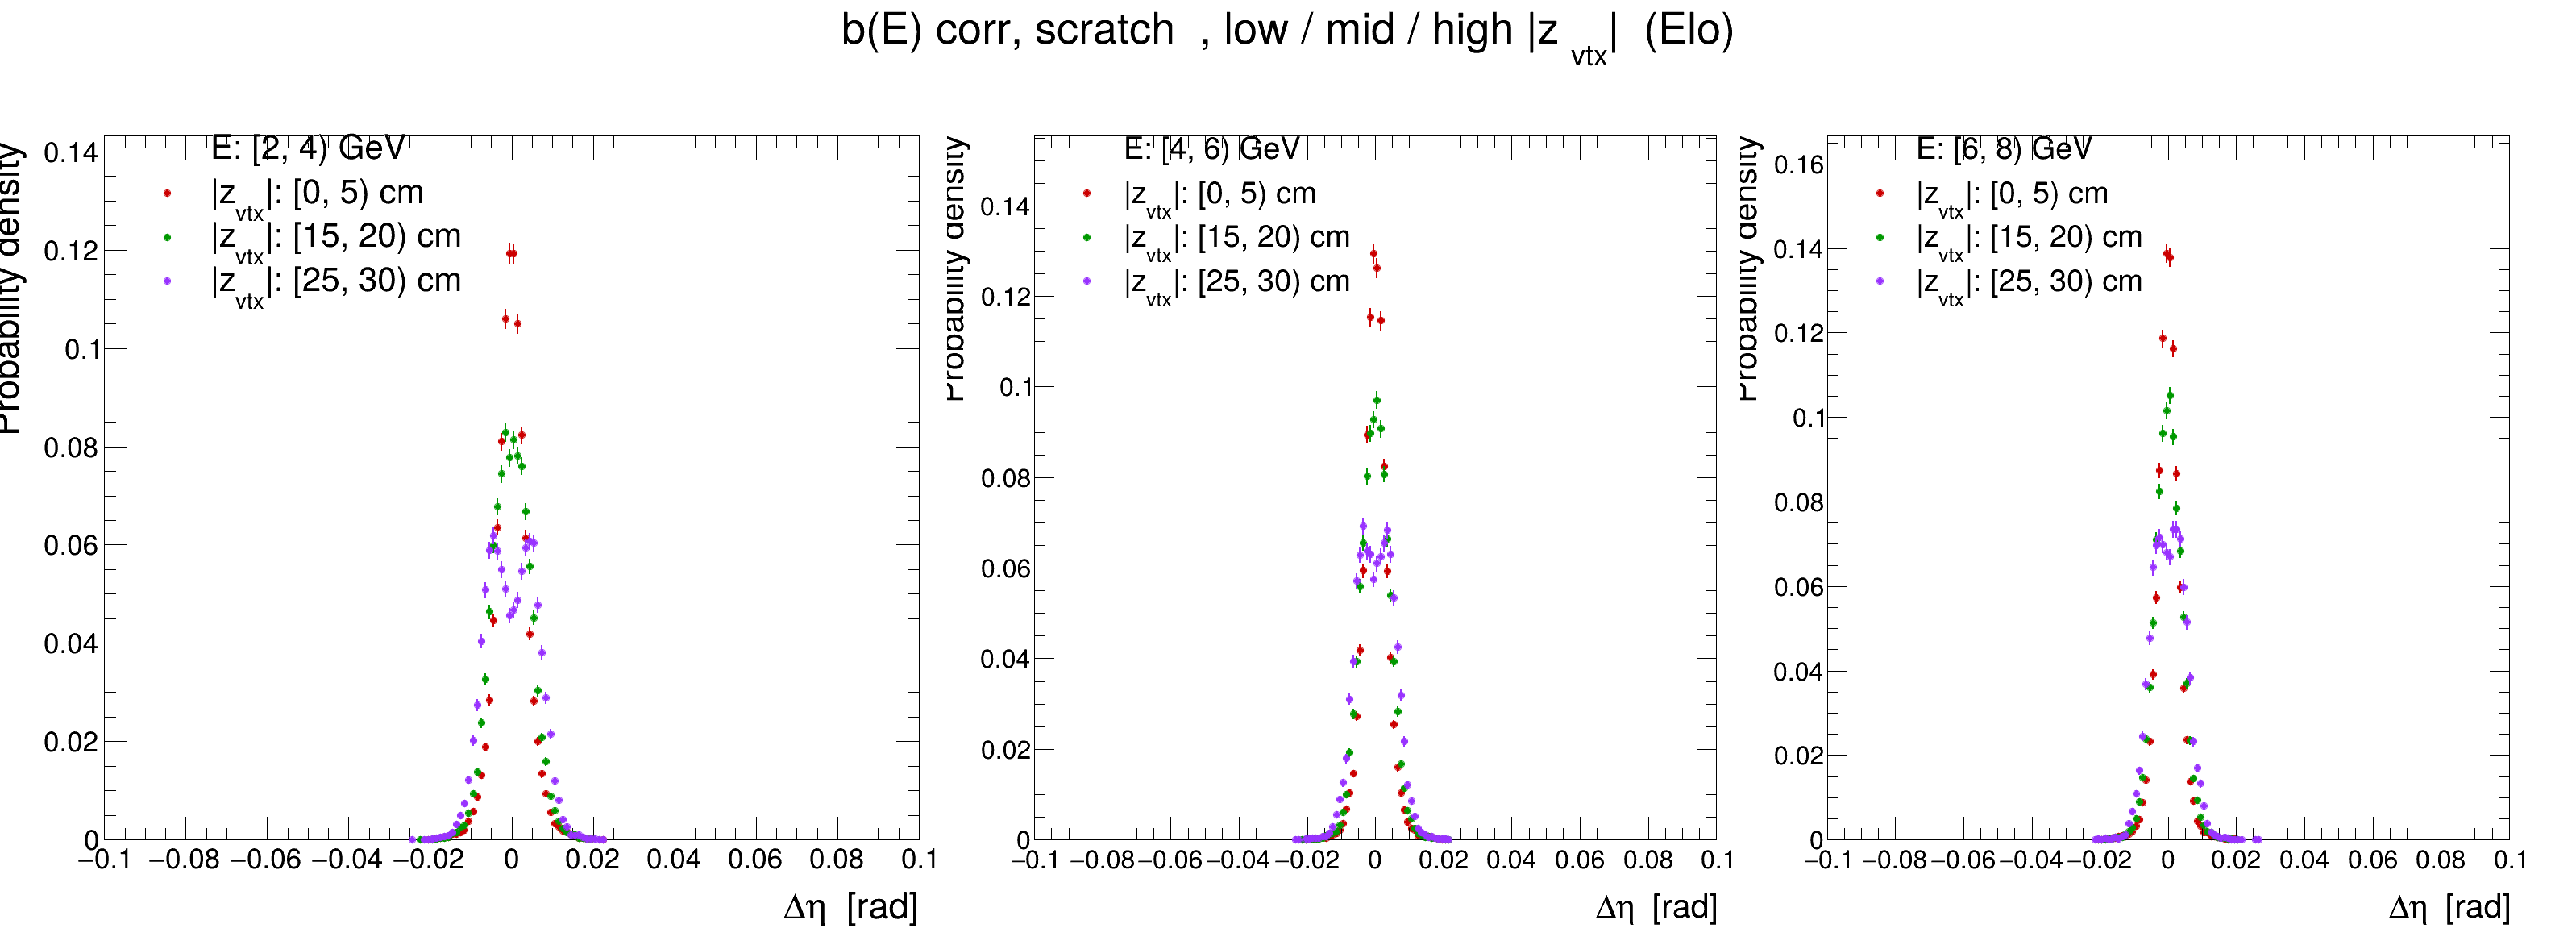 b(E) corr, scratch , low / mid / high |z vtx| (Elo)
Probability density
E: [2, 4) GeV
|zvtx|: [0, 5) cm
|zvtx|: [15, 20) cm
|zvtx|: [25, 30) cm
0.14
0.12
0.1
0.08
0.06
0.04
0.02
0
−0.1 −0.08 −0.06 −0.04 −0.02 0 0.02 0.04 0.06 0.08 0.1
Δη [rad]
Probability density
E: [4, 6) GeV
|zvtx|: [0, 5) cm
|zvtx|: [15, 20) cm
|zvtx|: [25, 30) cm
0.14
0.12
0.1
0.08
0.06
0.04
0.02
0
−0.1 −0.08 −0.06 −0.04 −0.02 0 0.02 0.04 0.06 0.08 0.1
Δη [rad]
Probability density
E: [6, 8) GeV
|zvtx|: [0, 5) cm
|zvtx|: [15, 20) cm
|zvtx|: [25, 30) cm
0.16
0.14
0.12
0.1
0.08
0.06
0.04
0.02
0
−0.1 −0.08 −0.06 −0.04 −0.02 0 0.02 0.04 0.06 0.08 0.1
Δη [rad]